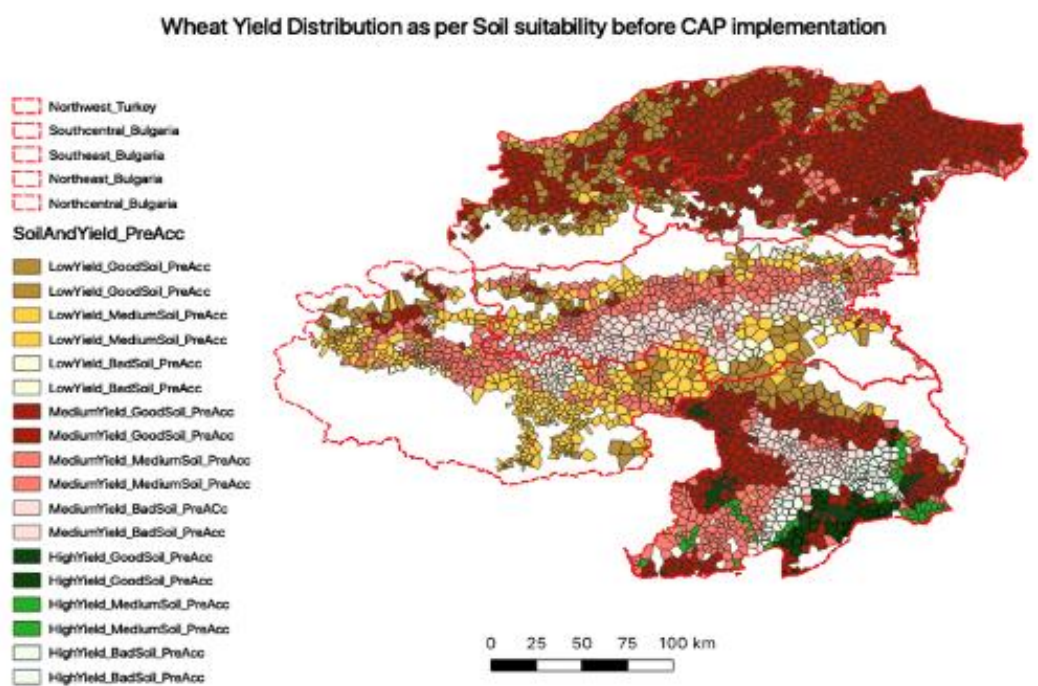 Wheat Yield Distribution as per Soil suitability before CAP implementation
Northwest_Turkey
Southcentral_Bulgaria
Southeast_Bulgaria
Northeast_Bulgaria
Northcentral_Bulgaria
SoilAndYield_PreAcc
LowYield_GoodSoil_PreAcc
LowYield_GoodSoil_PreAcc
LowYield_MediumSoil_PreAcc
LowYield_MediumSoil_PreAcc
LowYield_BadSoil_PreAcc
LowYield_BadSoil_PreAcc
MediumYield_GoodSoil_PreAcc
MediumYield_GoodSoil_PreAcc
MediumYield_MediumSoil_PreAcc
MediumYield_MediumSoil_PreAcc
MediumYield_BadSoil_PreACc
MediumYield_BadSoil_PreAcc
HighYield_GoodSoil_PreAcc
HighYield_GoodSoil_PreAcc
HighYield_MediumSoil_PreAcc
HighYield_MediumSoil_PreAcc
HighYield_BadSoil_PreAcc
HighYield_BadSoil_PreAcc
0 25 50 75 100 km